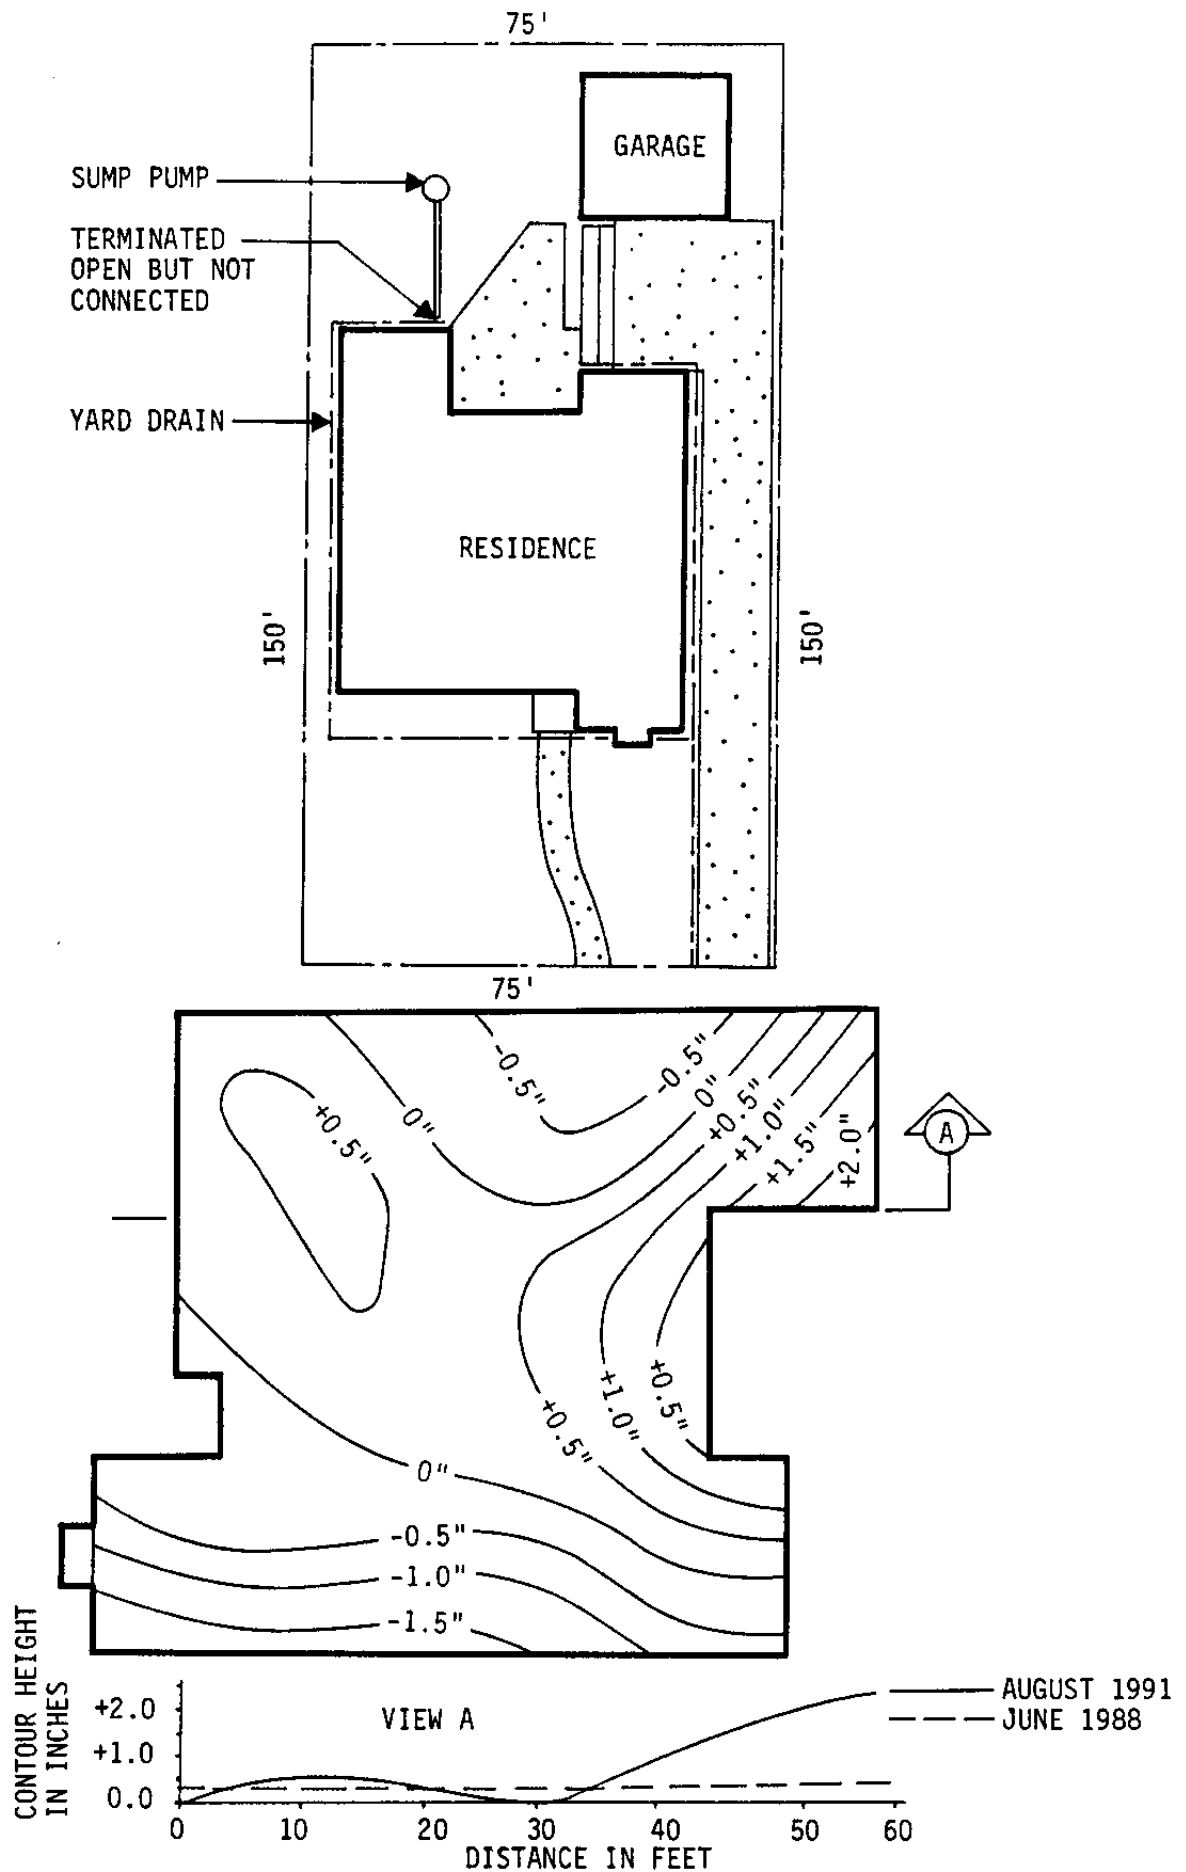 75'
GARAGE
SUMP PUMP
TERMINATED
OPEN BUT NOT
CONNECTED
YARD DRAIN
RESIDENCE
150'
150'
75'
-0.5"
-0.5"
0"
+0.5"
+1.0"
+1.5"
+2.0"
+0.5"
0"
A
+0.5"
+1.0"
+0.5"
0"
-0.5"
-1.0"
-1.5"
CONTOUR HEIGHT
IN INCHES
+2.0
+1.0
0.0
VIEW A
AUGUST 1991
JUNE 1988
0 10 20 30 40 50 60
DISTANCE IN FEET